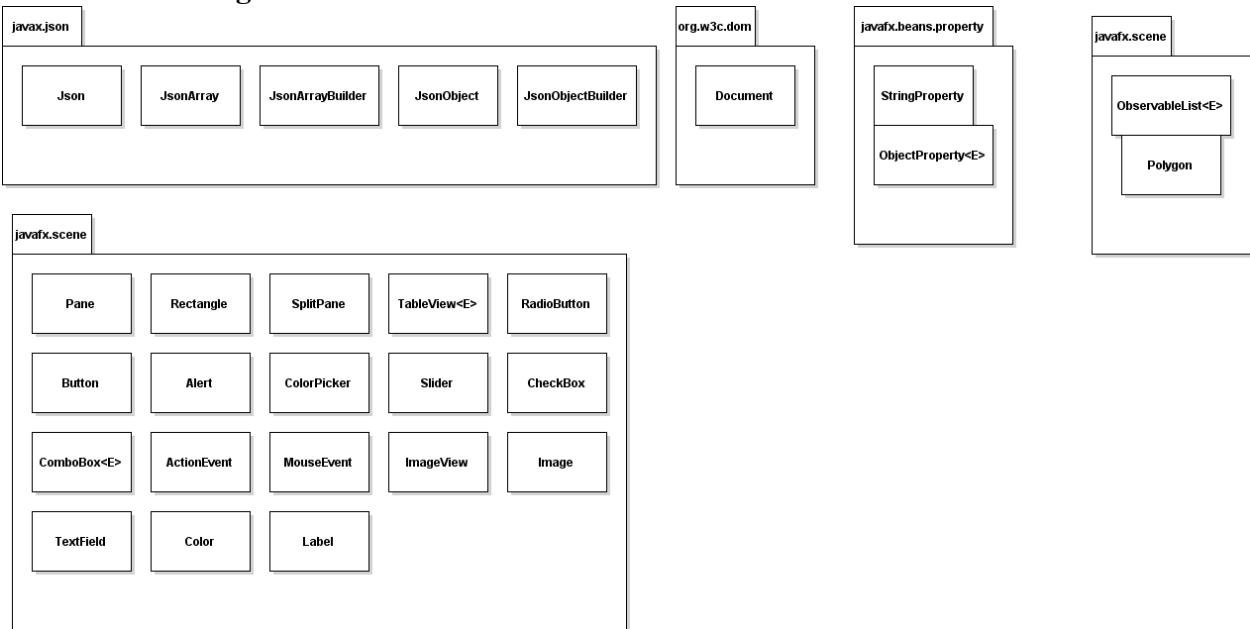 javax.json
Json
JsonArray
JsonArrayBuilder
JsonObject
JsonObjectBuilder
org.w3c.dom
Document
javafx.beans.property
StringProperty
ObjectProperty<E>
javafx.scene
ObservableList<E>
Polygon
javafx.scene
Pane
Rectangle
SplitPane
TableView<E>
RadioButton
Button
Alert
ColorPicker
Slider
CheckBox
ComboBox<E>
ActionEvent
MouseEvent
ImageView
Image
TextField
Color
Label